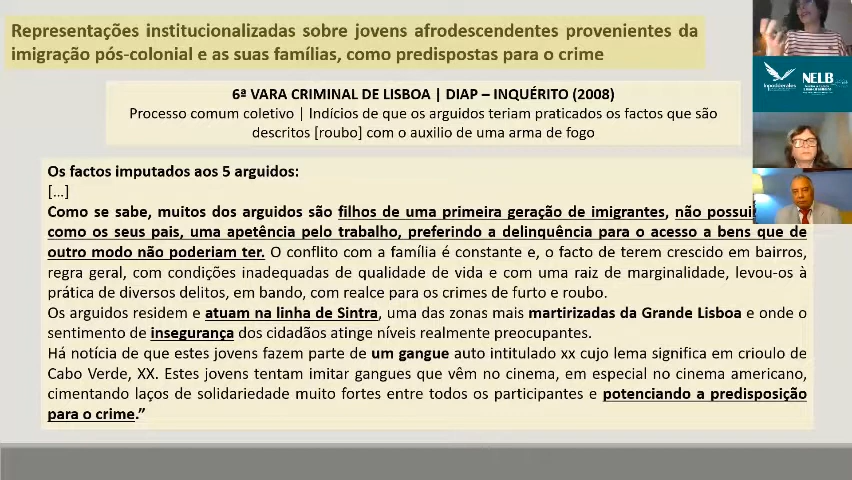 Representações institucionalizadas sobre jovens afrodescendentes provenientes da
imigração pós-colonial e as suas famílias, como predispostas para o crime
6ª VARA CRIMINAL DE LISBOA | DIAP – INQUÉRITO (2008)
Processo comum coletivo | Indícios de que os arguidos teriam praticados os factos que são
descritos [roubo] com o auxilio de uma arma de fogo
Os factos imputados aos 5 arguidos:
[...]
Como se sabe, muitos dos arguidos são filhos de uma primeira geração de imigrantes, não
como os seus pais, uma apetência pelo trabalho, preferindo a delinquência para o acesso a bens que de
outro modo não poderiam ter. O conflito com a família é constante e, o facto de terem crescido em bairros,
regra geral, com condições inadequadas de qualidade de vida e com uma raiz de marginalidade, levou-os à
prática de diversos delitos, em bando, com realce para os crimes de furto e roubo.
Os arguidos residem e atuam na linha de Sintra, uma das zonas mais martirizadas da Grande Lisboa e onde o
sentimento de insegurança dos cidadãos atinge níveis realmente preocupantes.
Há notícia de que estes jovens fazem parte de um gangue auto intitulado xx cujo lema significa em crioulo de
Cabo Verde, XX. Estes jovens tentam imitar gangues que vêm no cinema, em especial no cinema americano,
cimentando laços de solidariedade muito fortes entre todos os participantes e potenciando a predisposição
para o crime.”
NELB